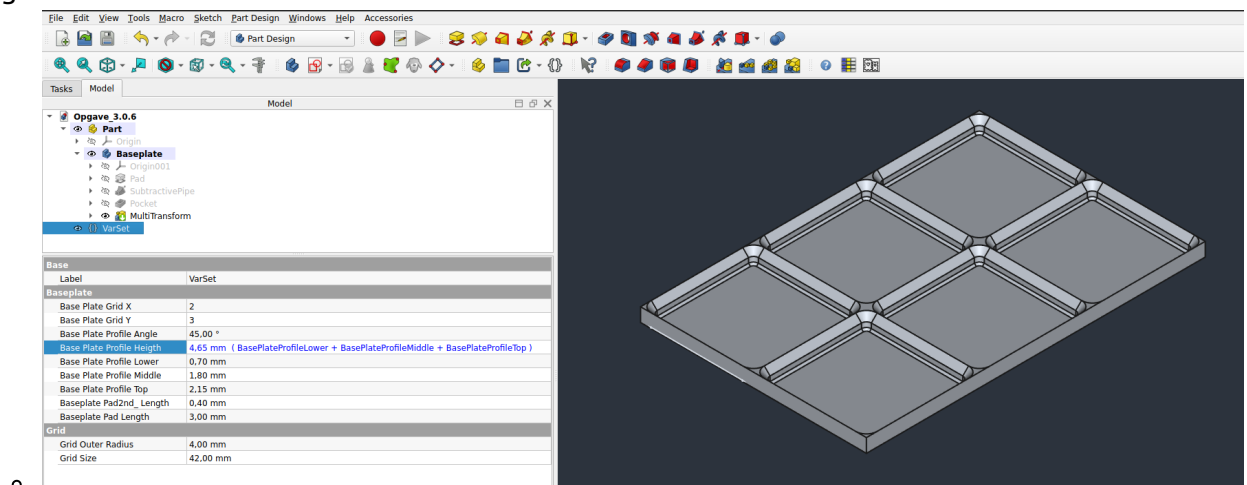 File Edit View Tools Macro Sketch Part Design Windows Help Accessories
Part Design
Tasks Model
Model
Opgave_3.0.6
Part
Origin
Baseplate
Origin001
Pad
SubtractivePipe
Pocket
MultiTransform
VarSet
Base
Label VarSet
Baseplate
Base Plate Grid X 2
Base Plate Grid Y 3
Base Plate Profile Angle 45,00 °
Base Plate Profile Heigth 4,65 mm ( BasePlateProfileLower + BasePlateProfileMiddle + BasePlateProfileTop )
Base Plate Profile Lower 0,70 mm
Base Plate Profile Middle 1,80 mm
Base Plate Profile Top 2,15 mm
Baseplate Pad2nd_ Length 0,40 mm
Baseplate Pad Length 3,00 mm
Grid
Grid Outer Radius 4,00 mm
Grid Size 42,00 mm